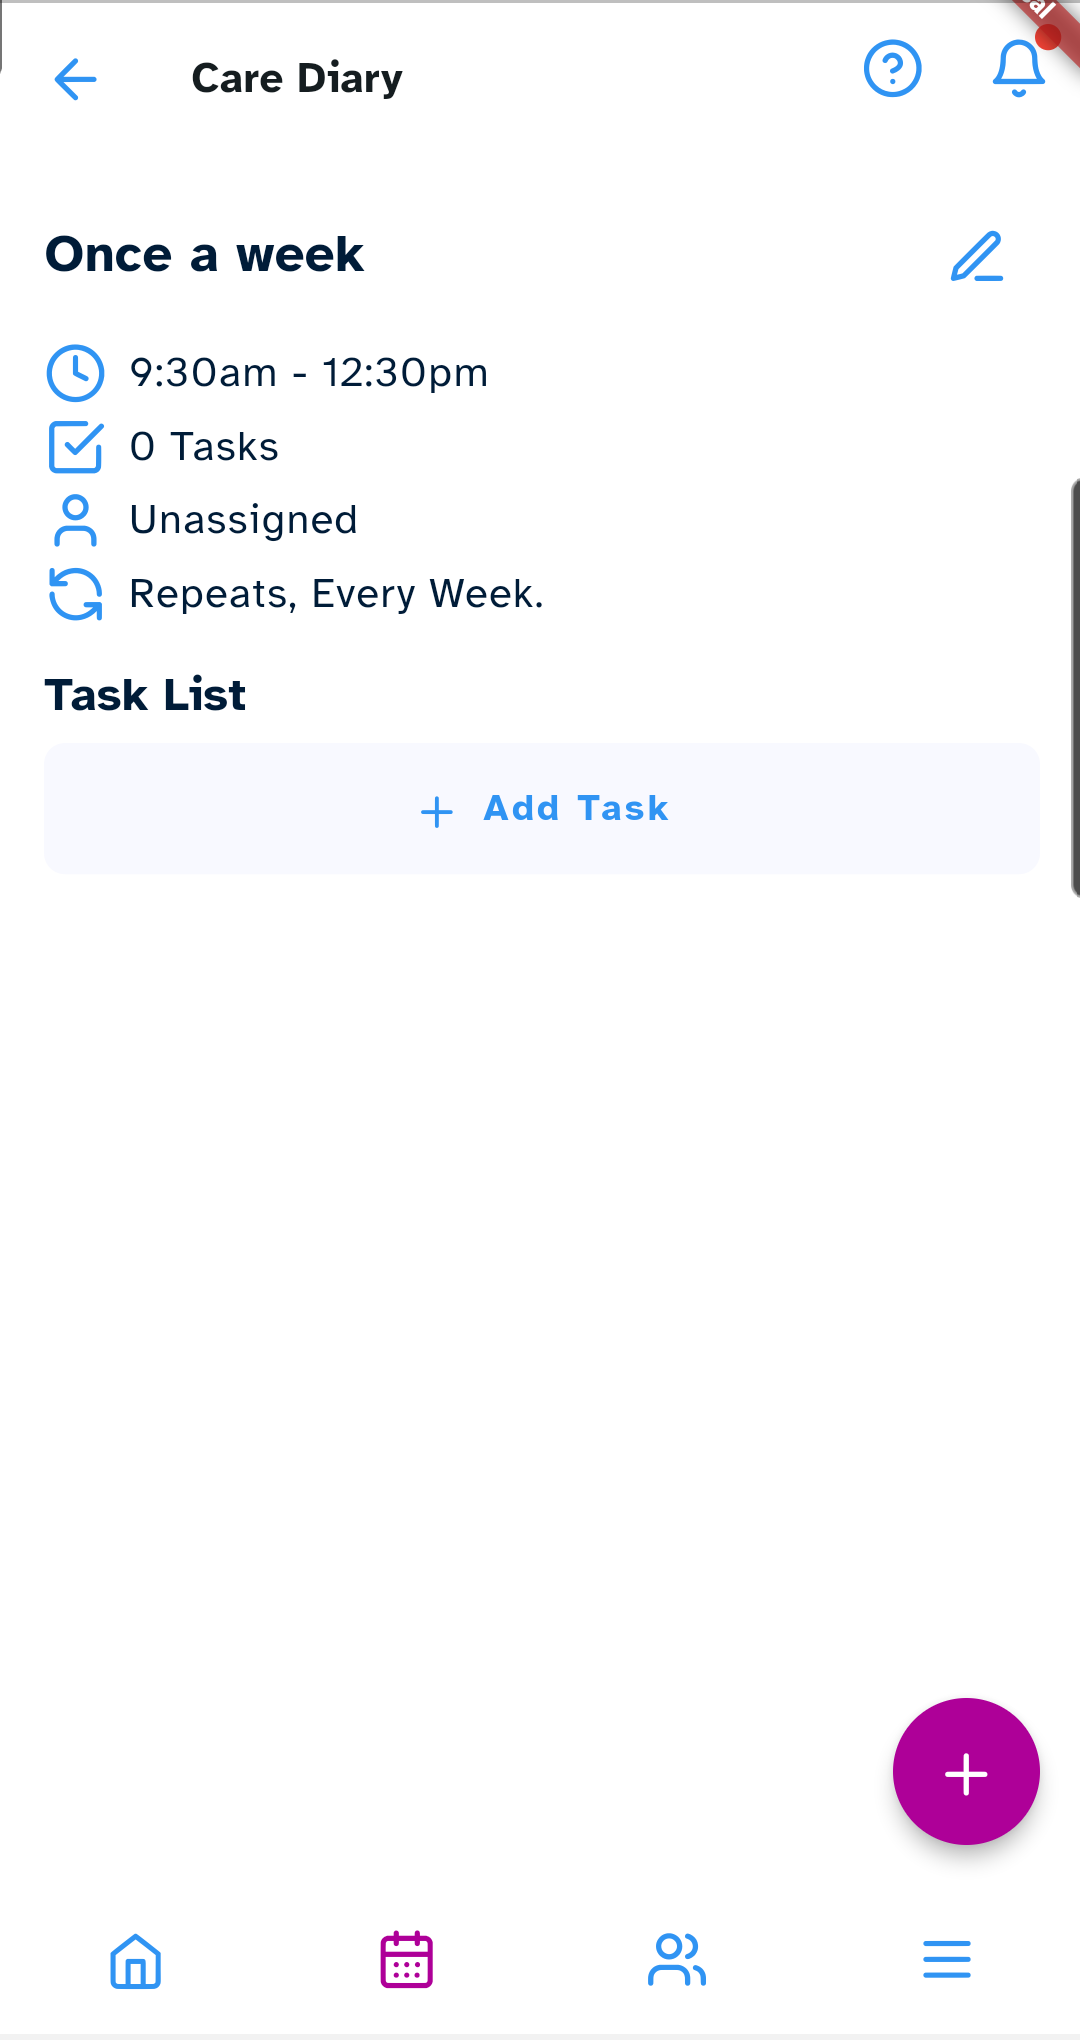 Care Diary
Once a week
9:30am - 12:30pm
0 Tasks
Unassigned
Repeats, Every Week.
Task List
+ Add Task